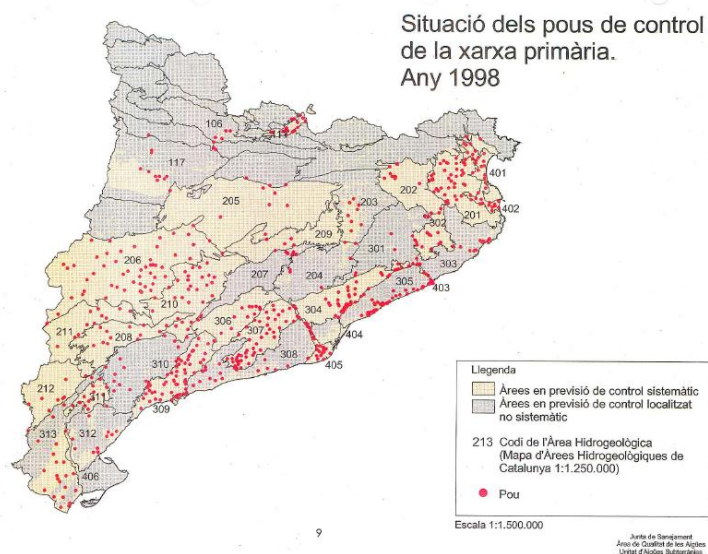 Situació dels pous de control
de la xarxa primària.
Any 1998
106
111
117
401
202
205
203
402
201
302
209
301
206
303
207
204
305
403
210
304
306
211
307
208
404
308
310
405
212
311
309
313
312
406
Llegenda
Àrees en previsió de control sistemàtic
Àrees en previsió de control localitzat
no sistemàtic
213 Codi de l'Àrea Hidrogeològica
(Mapa d'Àrees Hidrogeològiques de
Catalunya 1:1.250.000)
Pou
Escala 1:1.500.000
9
Junta de Sanejament
Àrea de Qualitat de les Aigües
Unitat d'Aigües Subterrànies